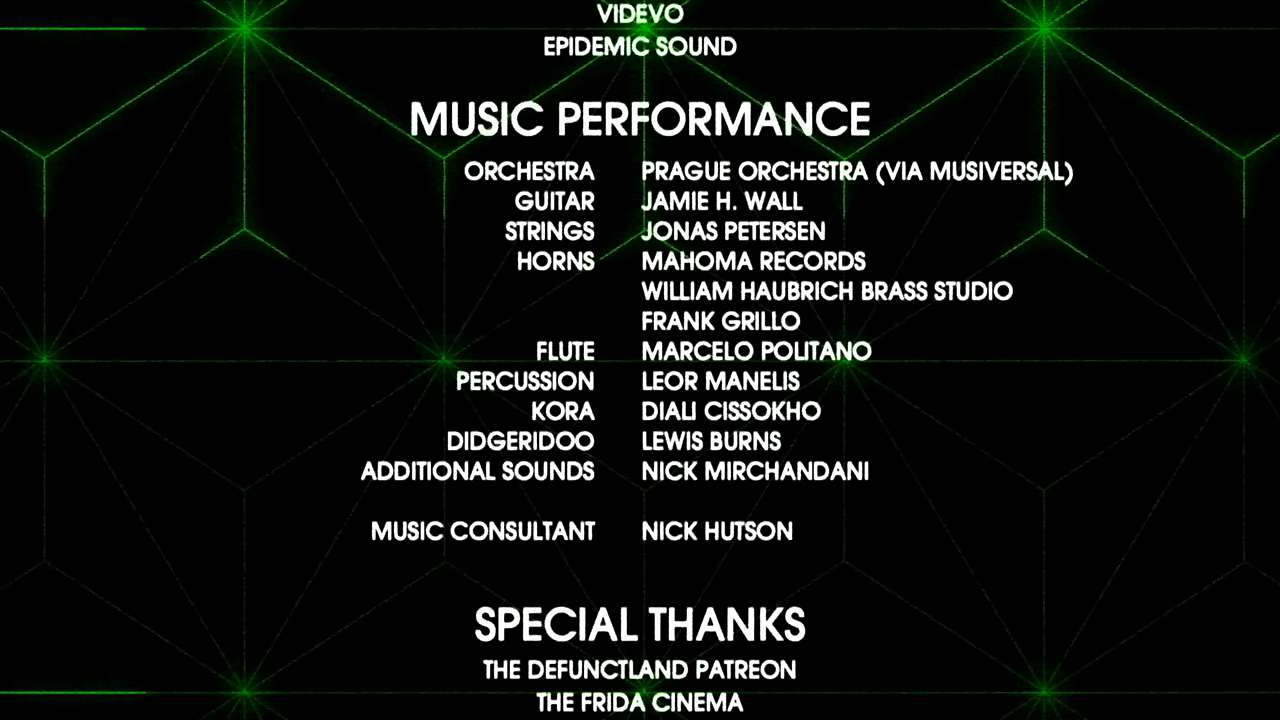 VIDEVO
EPIDEMIC SOUND
MUSIC PERFORMANCE
ORCHESTRA PRAGUE ORCHESTRA (VIA MUSIVERSAL)
GUITAR JAMIE H. WALL
STRINGS JONAS PETERSEN
HORNS MAHOMA RECORDS
WILLIAM HAUBRICH BRASS STUDIO
FRANK GRILLO
FLUTE MARCELO POLITANO
PERCUSSION LEOR MANELIS
KORA DIALI CISSOKHO
DIDGERIDOO LEWIS BURNS
ADDITIONAL SOUNDS NICK MIRCHANDANI
MUSIC CONSULTANT NICK HUTSON
SPECIAL THANKS
THE DEFUNCTLAND PATREON
THE FRIDA CINEMA